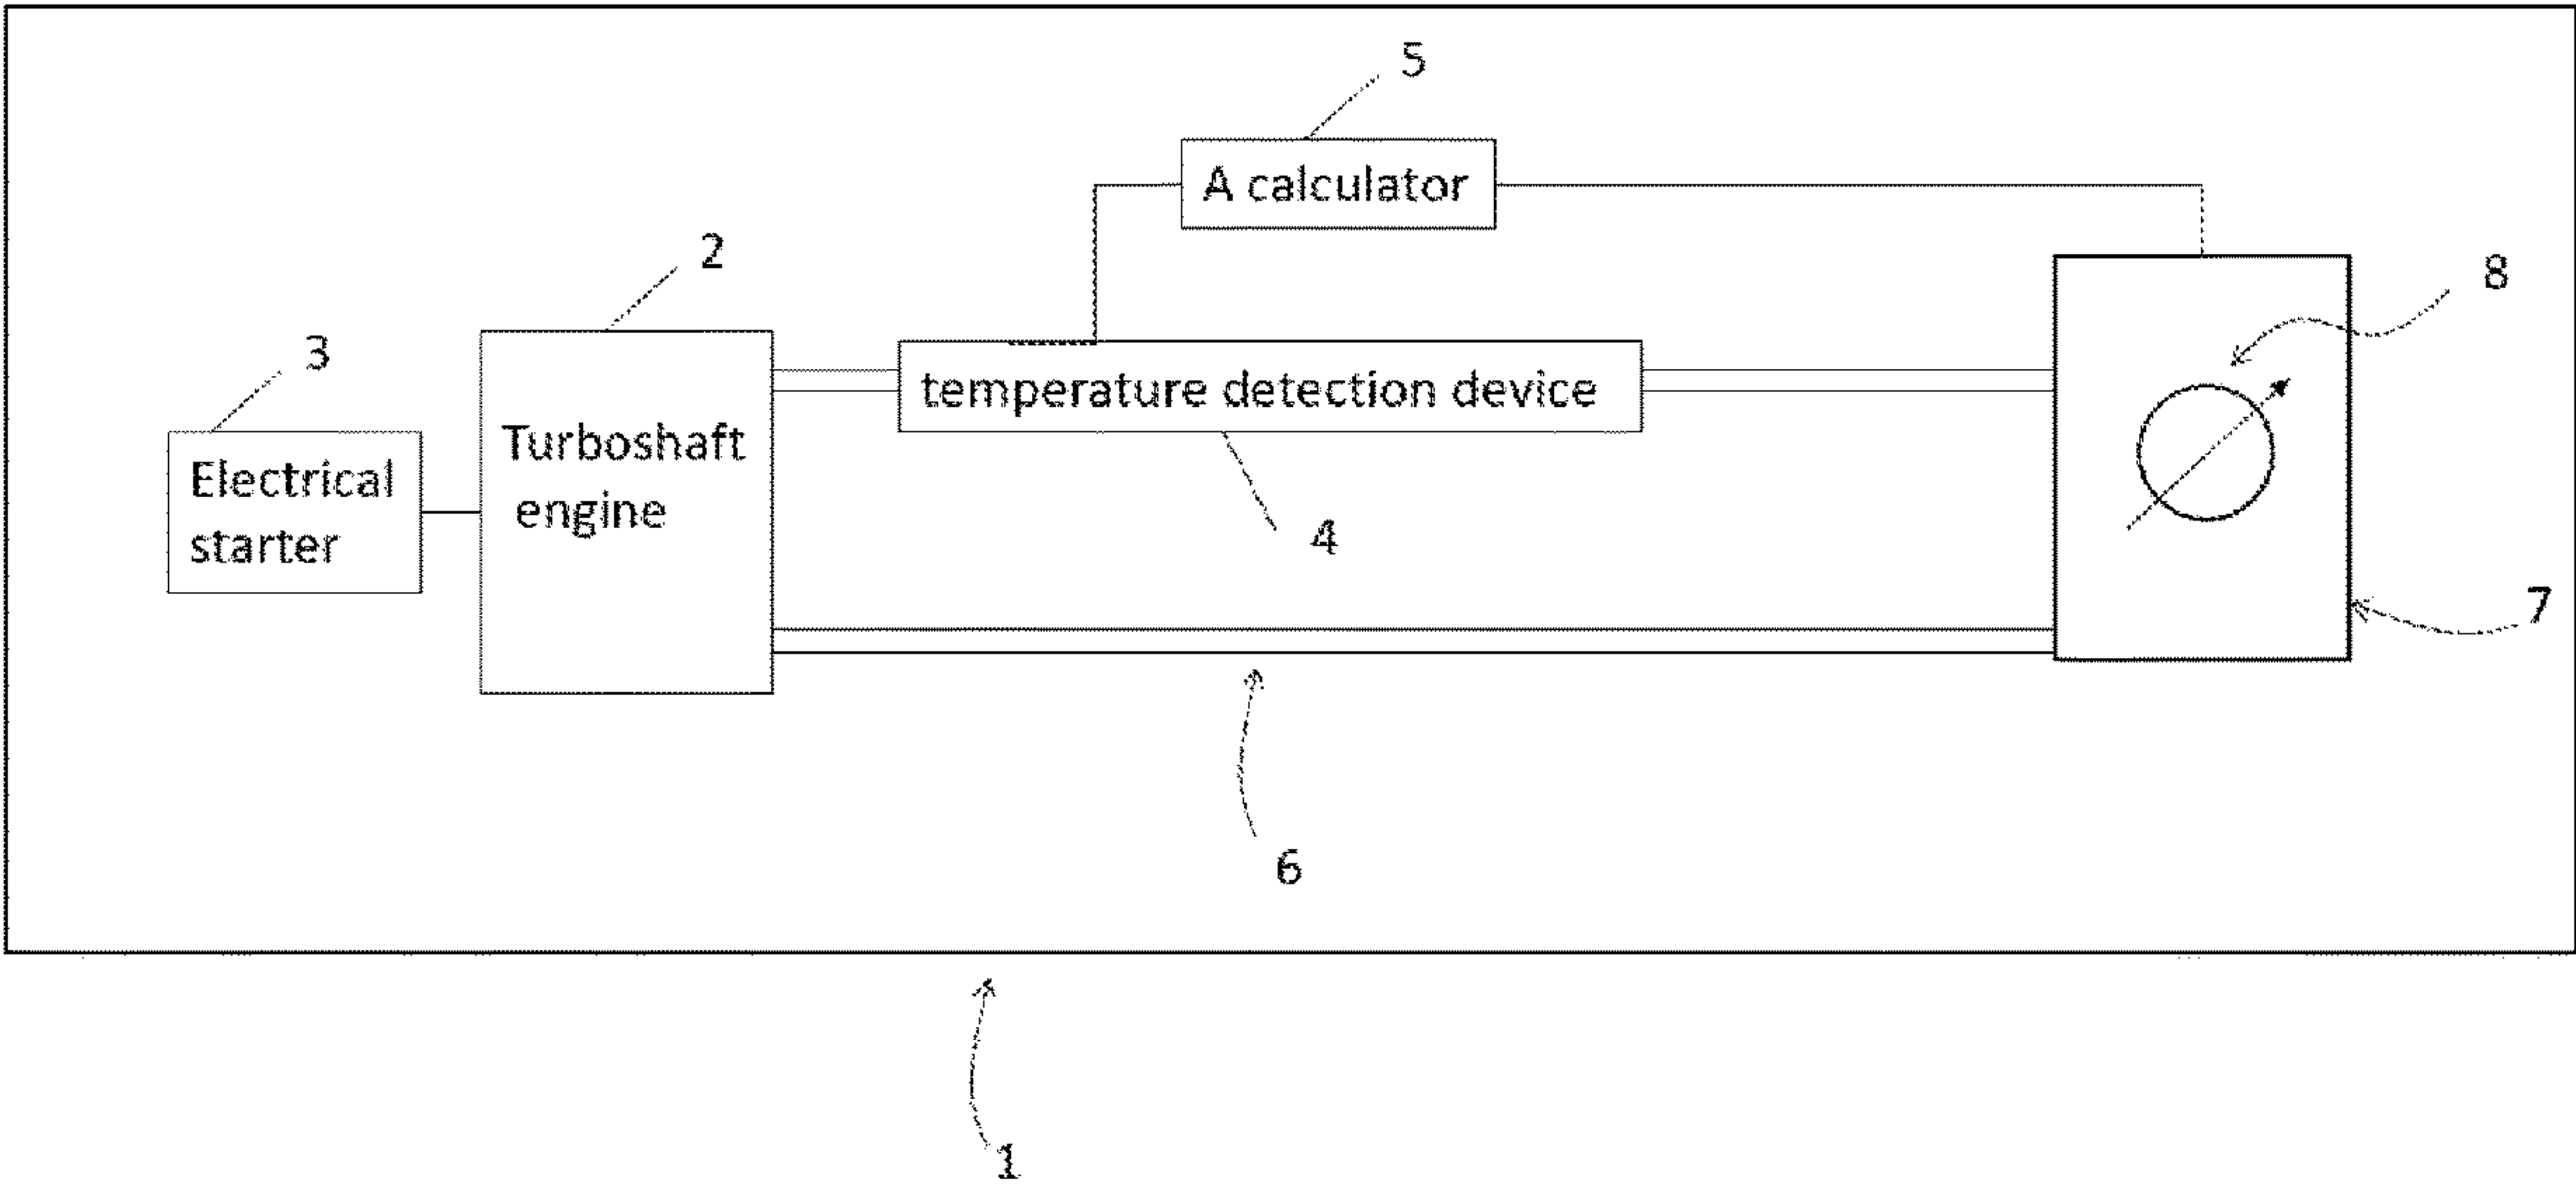 5
A calculator
2
8
3
temperature detection device
Turboshaft
engine
Electrical
starter
4
7
6
1